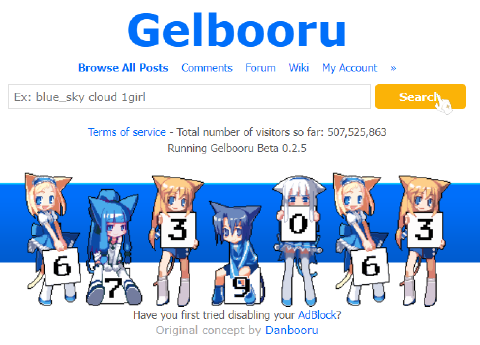 Gelbooru
Browse All Posts Comments Forum Wiki My Account »
Ex: blue_sky cloud 1girl Search
Terms of service - Total number of visitors so far: 507,525,863
Running Gelbooru Beta 0.2.5
6 7 3 9 0 6 3
Have you first tried disabling your AdBlock?
Original concept by Danbooru